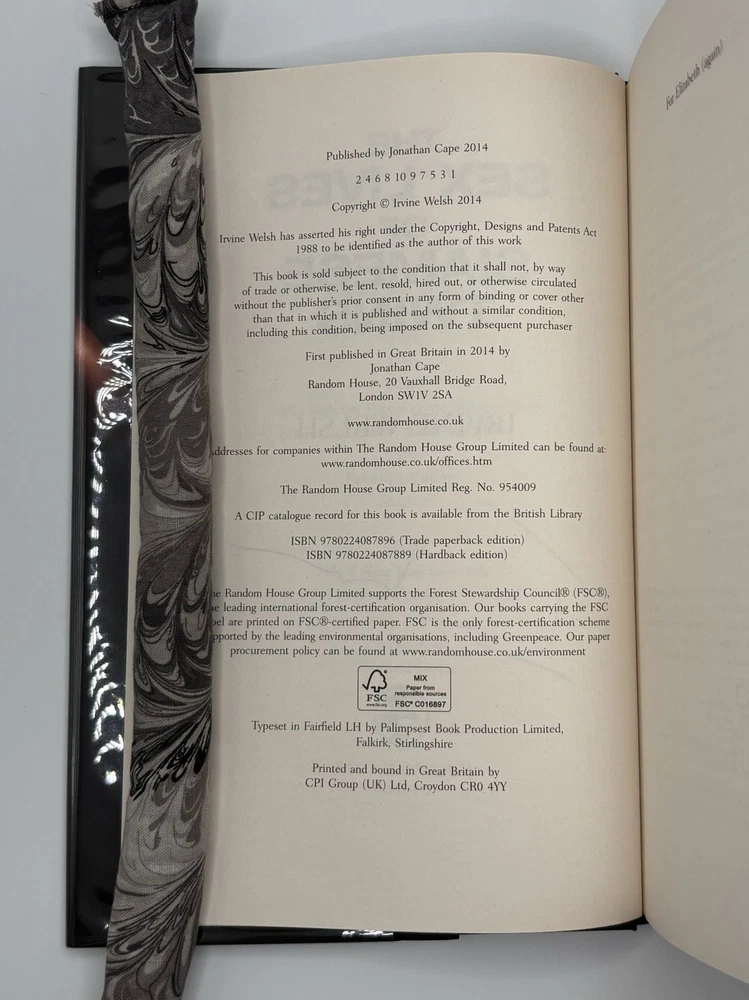 Published by Jonathan Cape 2014
2 4 6 8 10 9 7 5 3 1
Copyright © Irvine Welsh 2014
Irvine Welsh has asserted his right under the Copyright, Designs and Patents Act
1988 to be identified as the author of this work
This book is sold subject to the condition that it shall not, by way
of trade or otherwise, be lent, resold, hired out, or otherwise circulated
without the publisher's prior consent in any form of binding or cover other
than that in which it is published and without a similar condition,
including this condition, being imposed on the subsequent purchaser
First published in Great Britain in 2014 by
Jonathan Cape
Random House, 20 Vauxhall Bridge Road,
London SW1V 2SA
www.randomhouse.co.uk
ddresses for companies within The Random House Group Limited can be found at:
www.randomhouse.co.uk/offices.htm
The Random House Group Limited Reg. No. 954009
A CIP catalogue record for this book is available from the British Library
ISBN 9780224087896 (Trade paperback edition)
ISBN 9780224087889 (Hardback edition)
he Random House Group Limited supports the Forest Stewardship Council® (FSC®),
e leading international forest-certification organisation. Our books carrying the FSC
bel are printed on FSC®-certified paper. FSC is the only forest-certification scheme
pported by the leading environmental organisations, including Greenpeace. Our paper
procurement policy can be found at www.randomhouse.co.uk/environment
FSC
www.fsc.org
MIX
Paper from
responsible sources
FSC® C016897
Typeset in Fairfield LH by Palimpsest Book Production Limited,
Falkirk, Stirlingshire
Printed and bound in Great Britain by
CPI Group (UK) Ltd, Croydon CR0 4YY
For Elizabeth (again)